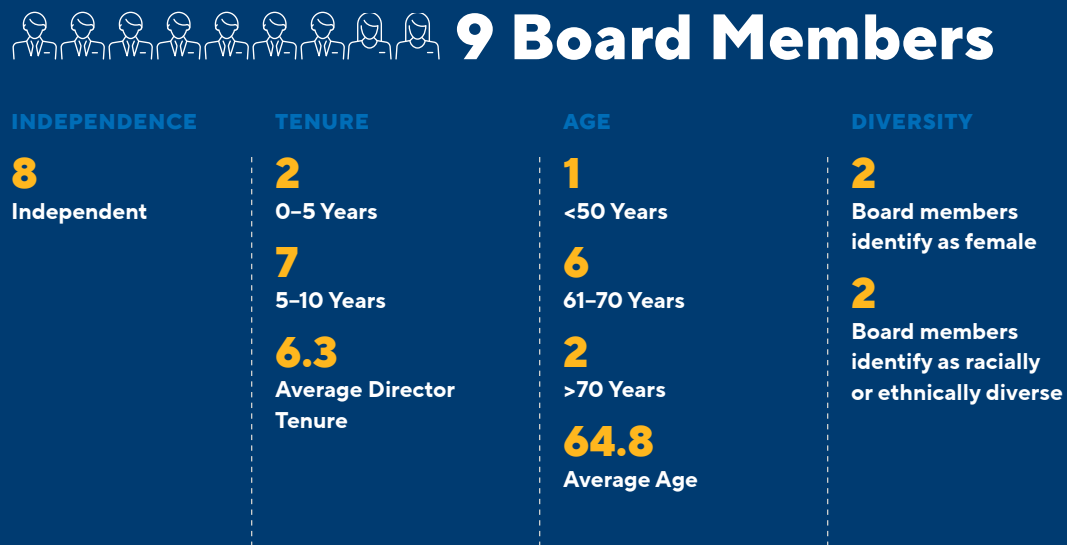 9 Board Members
INDEPENDENCE
8
Independent
TENURE
2
0–5 Years
7
5–10 Years
6.3
Average Director
Tenure
AGE
1
<50 Years
6
61–70 Years
2
>70 Years
64.8
Average Age
DIVERSITY
2
Board members
identify as female
2
Board members
identify as racially
or ethnically diverse